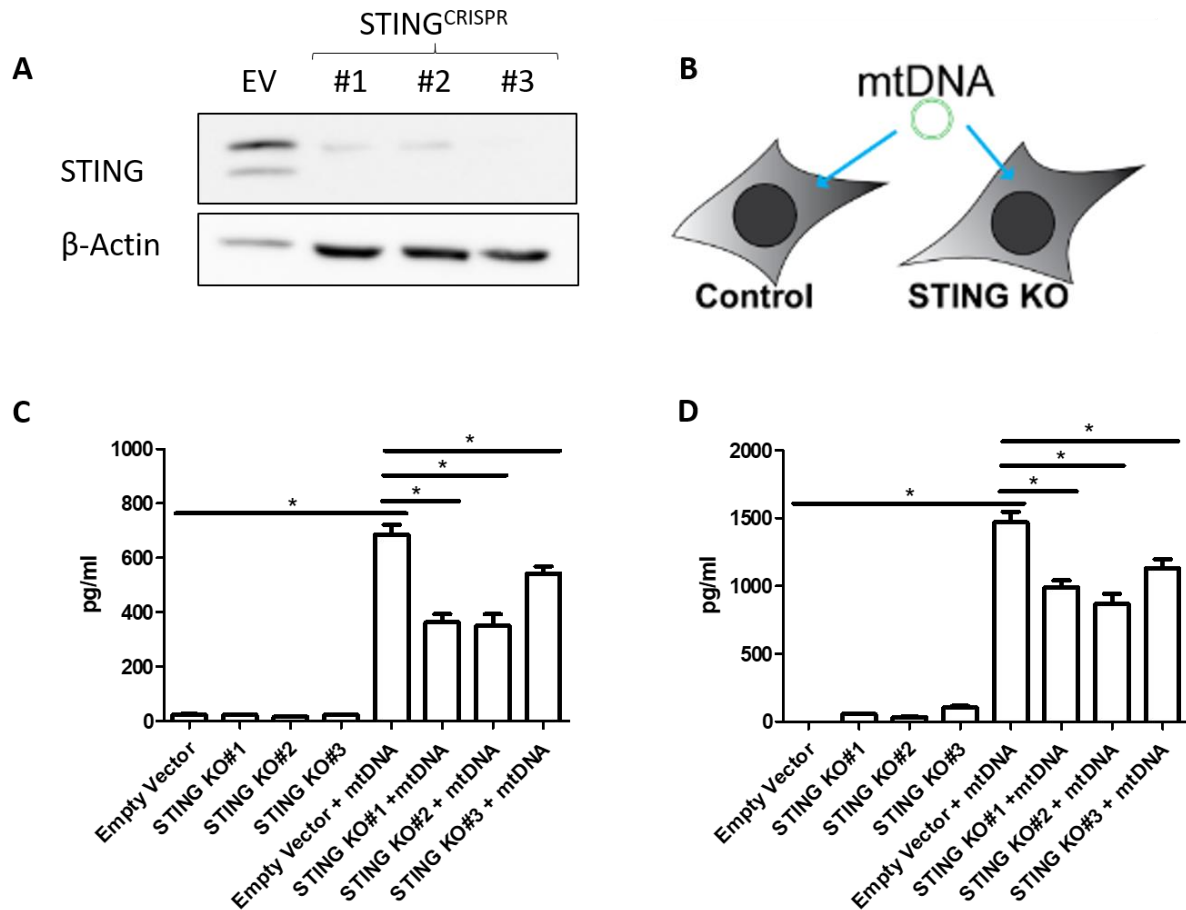 A
STING^CRISPR
EV #1 #2 #3
STING
β-Actin
B
mtDNA
Control STING KO
C
1000
800
600
400
200
0
pg/ml
* * * *
Empty Vector
STING KO#1
STING KO#2
STING KO#3
Empty Vector + mtDNA
STING KO#1 +mtDNA
STING KO#2 + mtDNA
STING KO#3 + mtDNA
D
2000
1500
1000
500
0
pg/ml
* * * *
Empty Vector
STING KO#1
STING KO#2
STING KO#3
Empty Vector + mtDNA
STING KO#1 +mtDNA
STING KO#2 + mtDNA
STING KO#3 + mtDNA